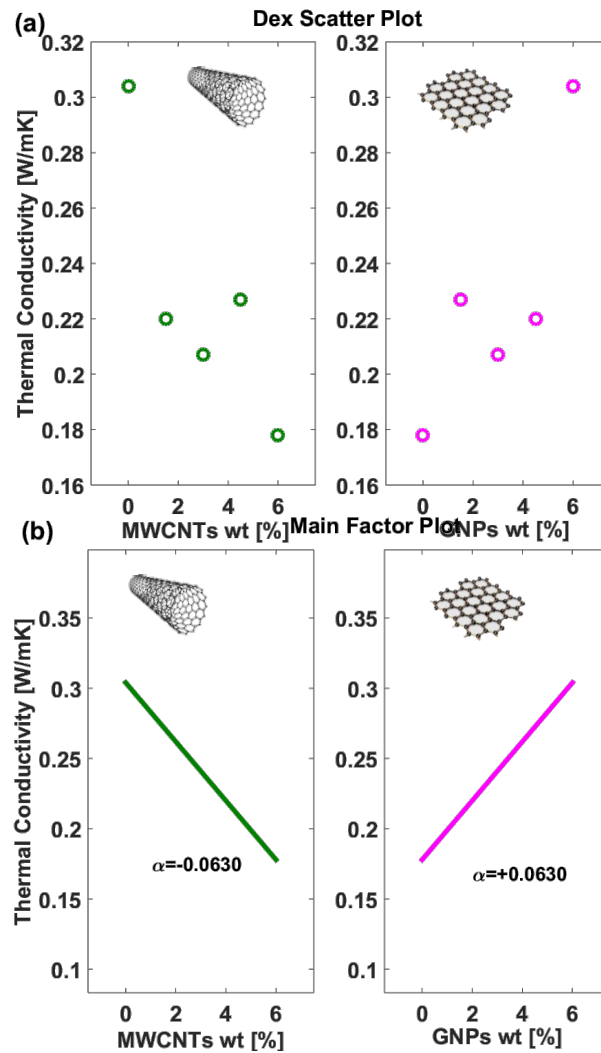 (a)
Dex Scatter Plot
Thermal Conductivity [W/mK]
0.32
0.3
0.28
0.26
0.24
0.22
0.2
0.18
0.16
0 2 4 6
MWCNTs wt [%]
0.32
0.3
0.28
0.26
0.24
0.22
0.2
0.18
0.16
0 2 4 6
GNPs wt [%]
(b)
Main Factor Plot
Thermal Conductivity [W/mK]
0.35
0.3
0.25
0.2
0.15
0.1
α=-0.0630
0 2 4 6
MWCNTs wt [%]
0.35
0.3
0.25
0.2
0.15
0.1
α=+0.0630
0 2 4 6
GNPs wt [%]